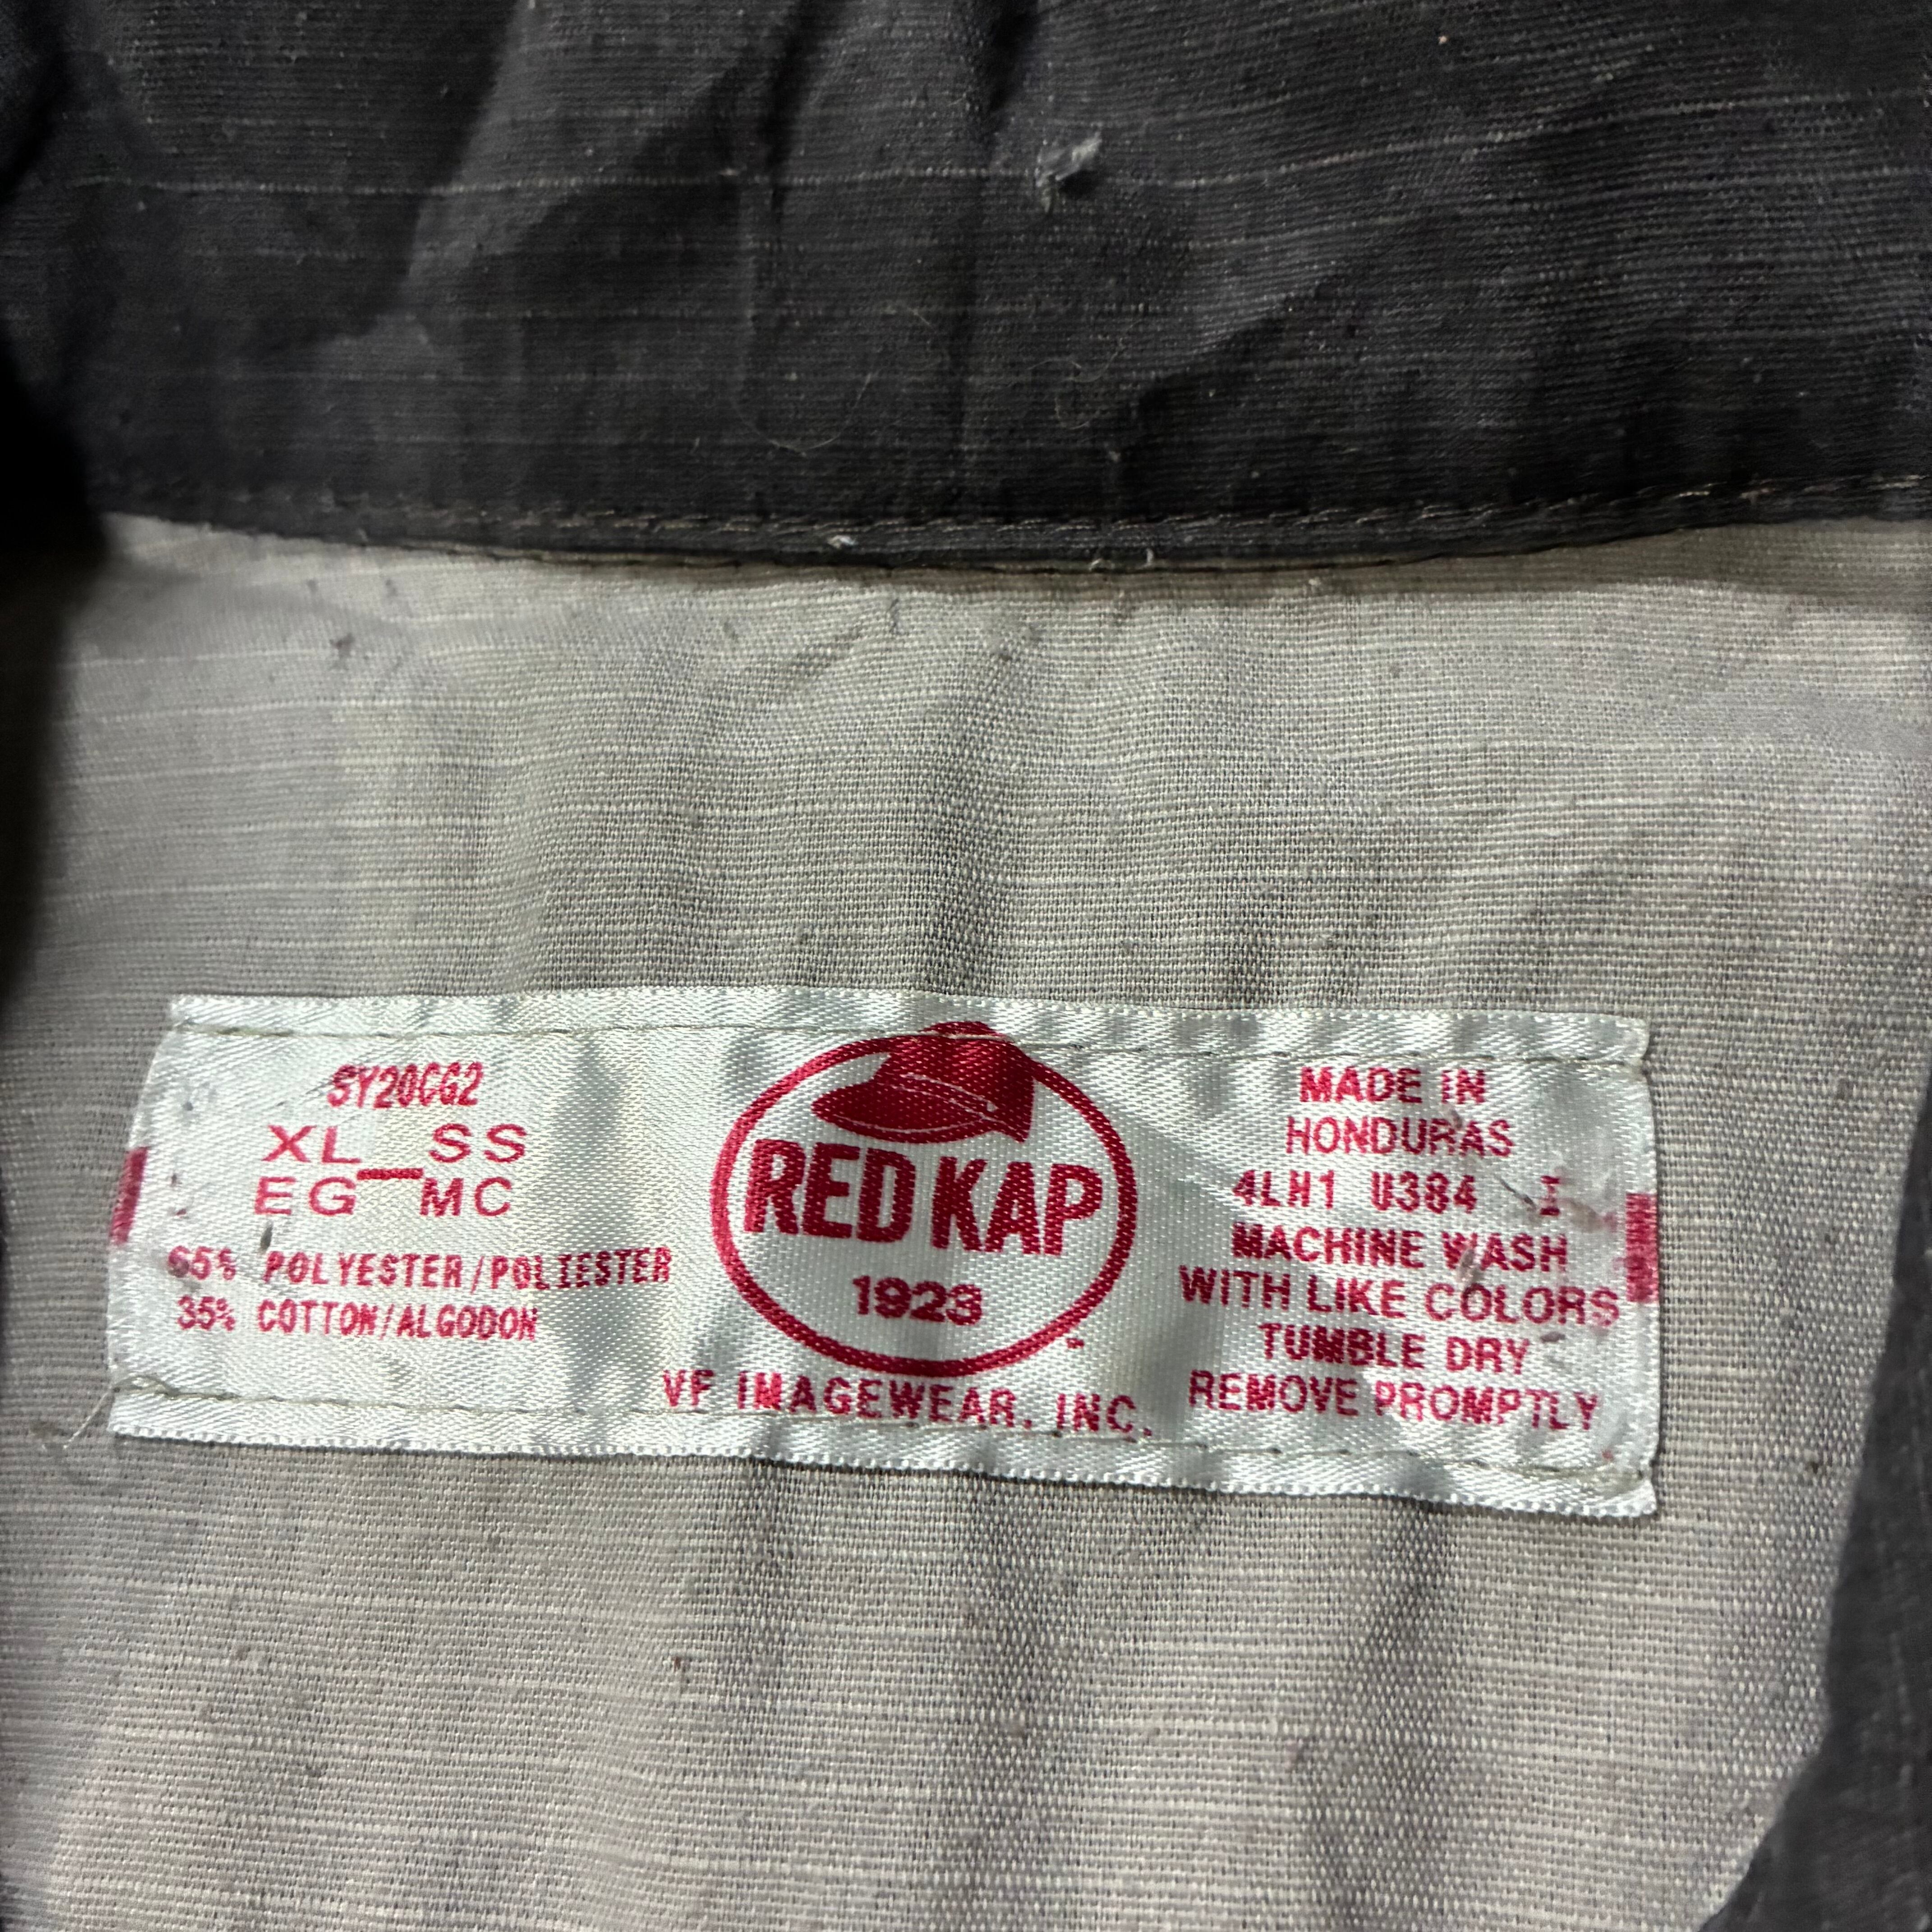 SY20CG2
XL SS
EG MC
65% POLYESTER/POLIESTER
35% COTTON/ALGODON
RED KAP
1923
VF IMAGEWEAR, INC.
MADE IN
HONDURAS
4LH1 U384 I
MACHINE WASH
WITH LIKE COLORS
TUMBLE DRY
REMOVE PROMPTLY